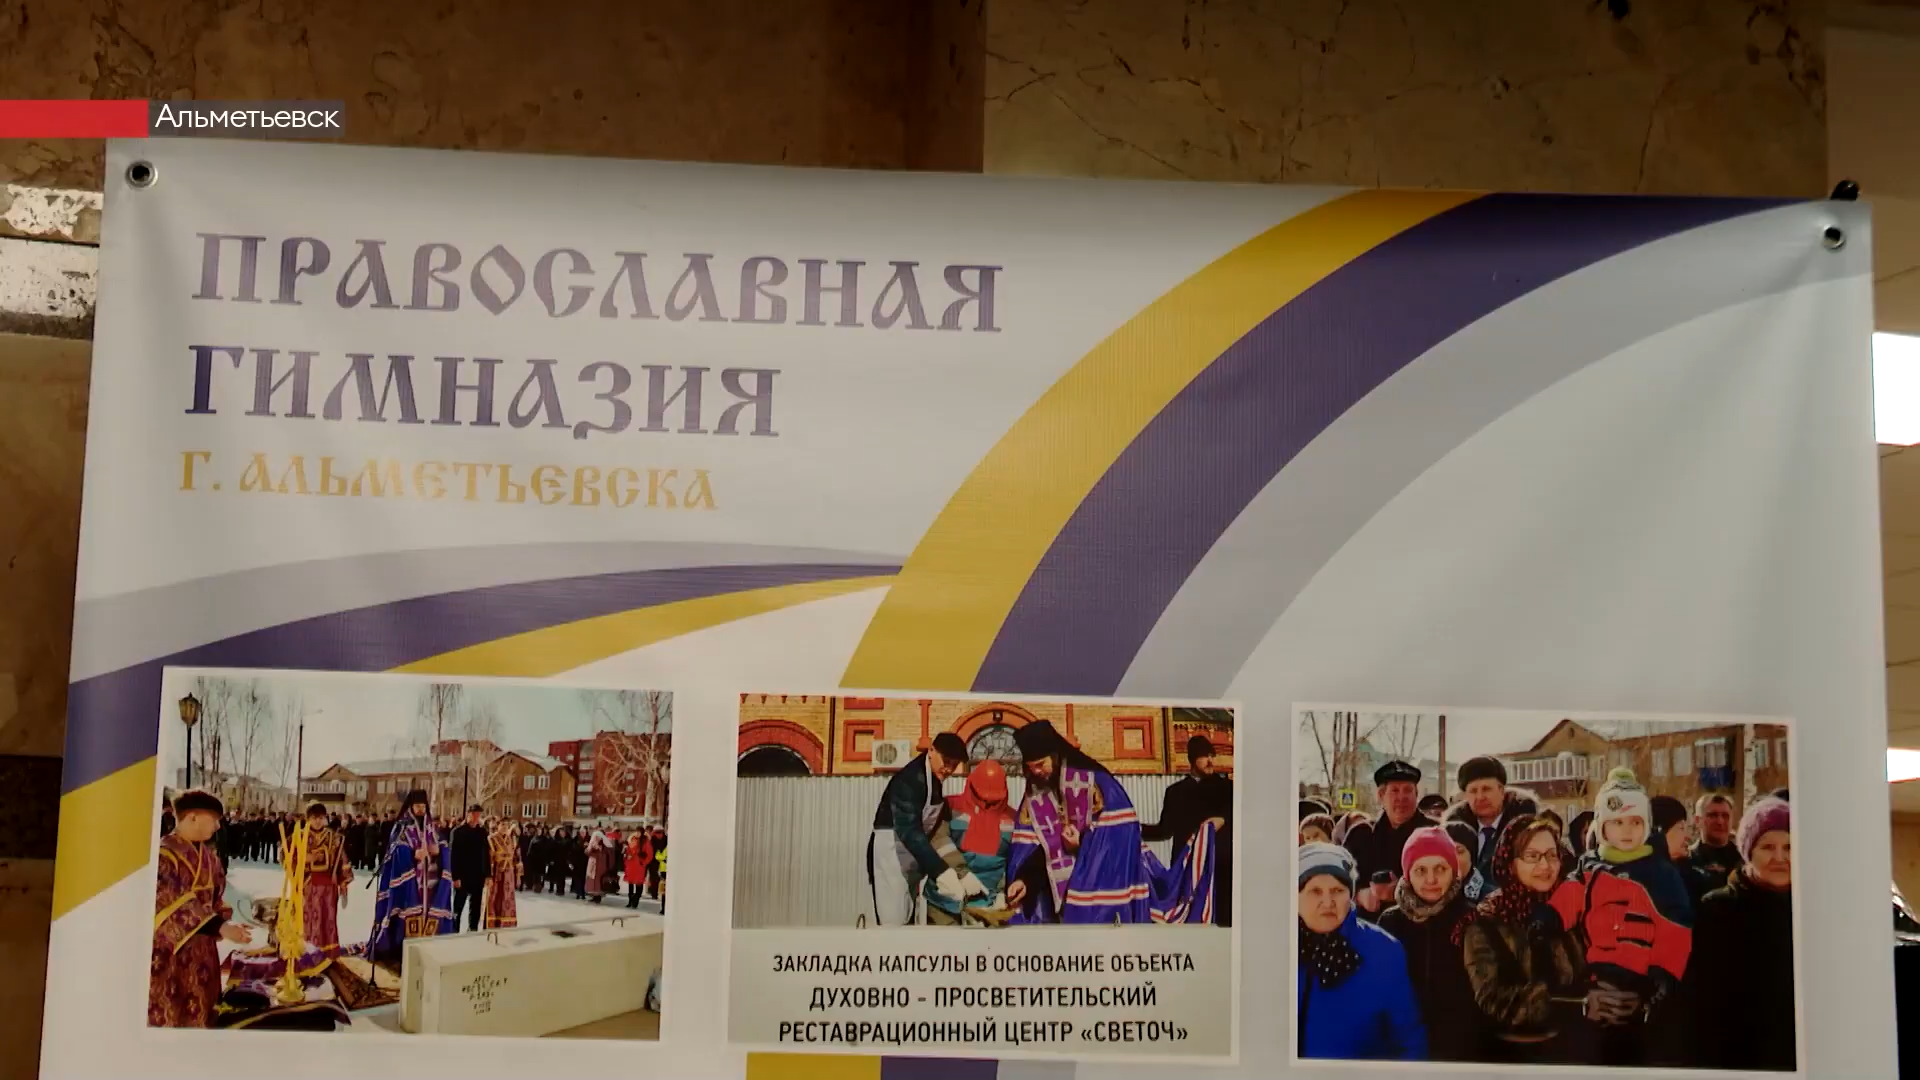 Альметьевск
ПРАВОСЛАВНАЯ
ГИМНАЗИЯ
Г. АЛЬМЕТЬЕВСКА
ЗАКЛАДКА КАПСУЛЫ В ОСНОВАНИЕ ОБЪЕКТА
ДУХОВНО - ПРОСВЕТИТЕЛЬСКИЙ
РЕСТАВРАЦИОННЫЙ ЦЕНТР «СВЕТОЧ»